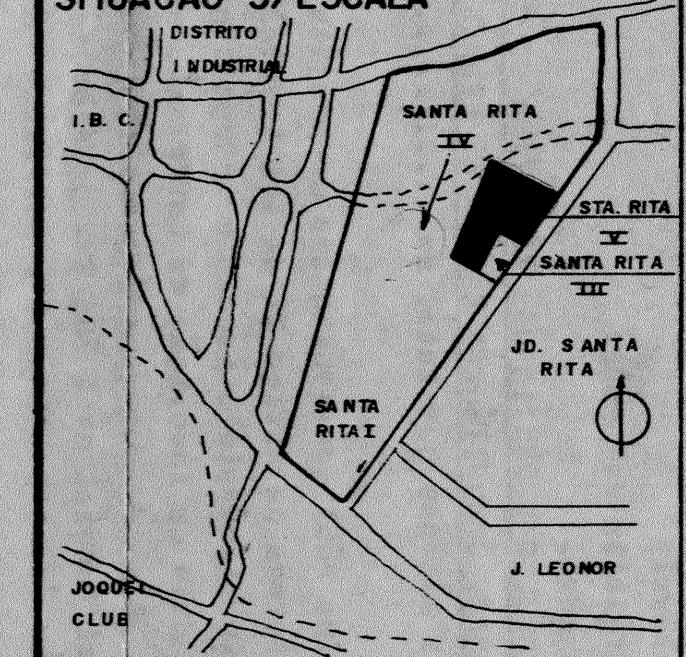 SITUAÇÃO S/ESCALA
DISTRITO
INDUSTRIAL
I.B.C.
SANTA RITA
IV
STA. RITA
V
SANTA RITA
III
JD. SANTA
RITA
SANTA
RITA I
J. LEONOR
JOQUEI
CLUB